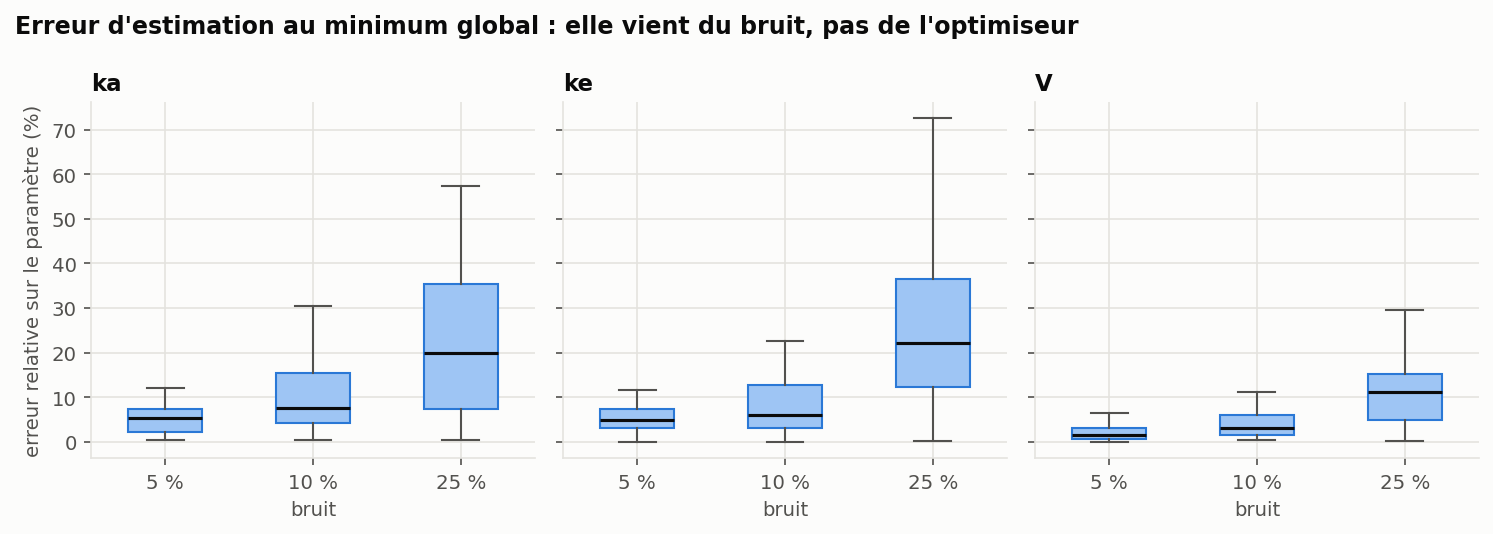 Erreur d'estimation au minimum global : elle vient du bruit, pas de l'optimiseur
ka
ke
V
erreur relative sur le paramètre (%)
70
60
50
40
30
20
10
0
5 %
10 %
25 %
5 %
10 %
25 %
5 %
10 %
25 %
bruit
bruit
bruit